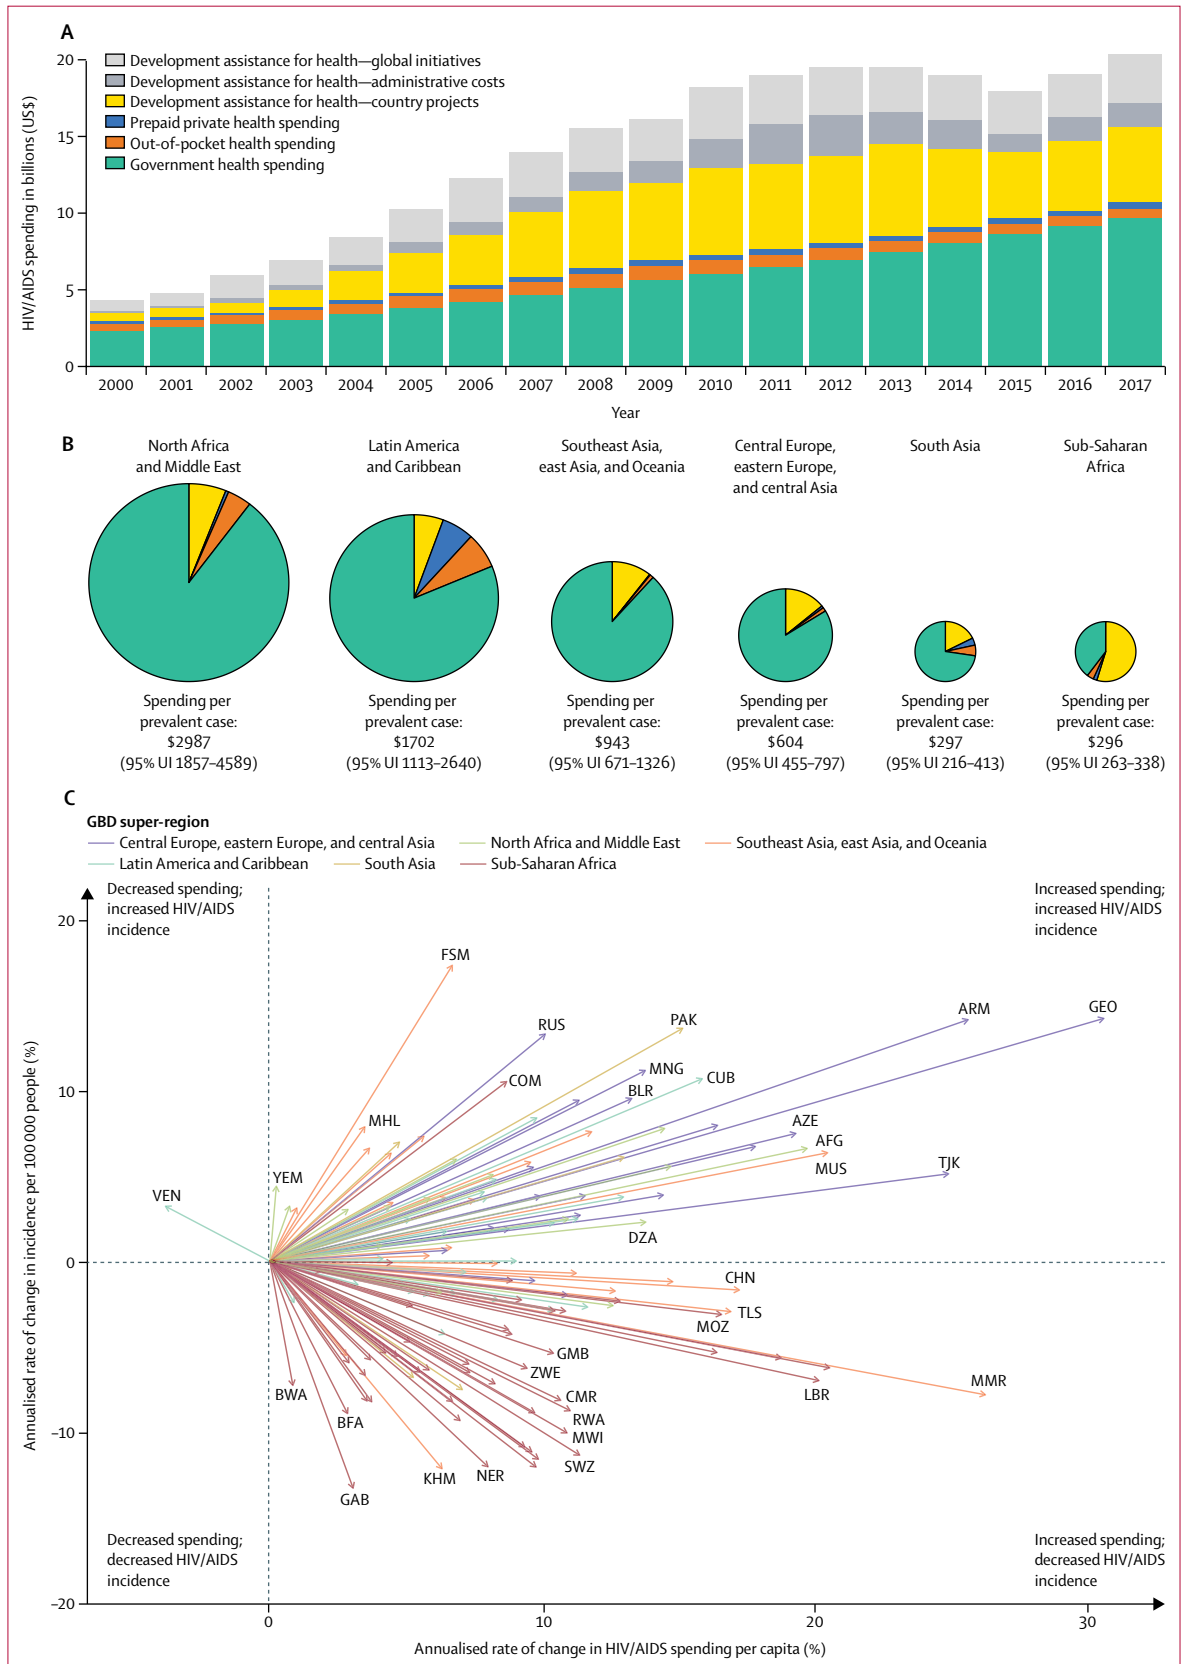 A
HIV/AIDS spending in billions (US$)
20
15
10
5
0
Development assistance for health—global initiatives
Development assistance for health—administrative costs
Development assistance for health—country projects
Prepaid private health spending
Out-of-pocket health spending
Government health spending
2000 2001 2002 2003 2004 2005 2006 2007 2008 2009 2010 2011 2012 2013 2014 2015 2016 2017
Year
B
North Africa
and Middle East
Latin America
and Caribbean
Southeast Asia,
east Asia, and Oceania
Central Europe,
eastern Europe,
and central Asia
South Asia
Sub-Saharan
Africa
Spending per
prevalent case:
$2987
(95% UI 1857–4589)
Spending per
prevalent case:
$1702
(95% UI 1113–2640)
Spending per
prevalent case:
$943
(95% UI 671–1326)
Spending per
prevalent case:
$604
(95% UI 455–797)
Spending per
prevalent case:
$297
(95% UI 216–413)
Spending per
prevalent case:
$296
(95% UI 263–338)
C
GBD super-region
Central Europe, eastern Europe, and central Asia
North Africa and Middle East
Southeast Asia, east Asia, and Oceania
Latin America and Caribbean
South Asia
Sub-Saharan Africa
Decreased spending;
increased HIV/AIDS
incidence
Increased spending;
increased HIV/AIDS
incidence
Annualised rate of change in incidence per 100 000 people (%)
20
10
0
–10
–20
FSM
RUS
PAK
ARM
GEO
COM
MNG
CUB
BLR
MHL
AZE
AFG
MUS
TJK
YEM
VEN
DZA
CHN
TLS
MOZ
GMB
ZWE
MMR
BWA
CMR
LBR
BFA
RWA
MWI
SWZ
KHM
NER
GAB
Decreased spending;
decreased HIV/AIDS
incidence
Increased spending;
decreased HIV/AIDS
incidence
0 10 20 30
Annualised rate of change in HIV/AIDS spending per capita (%)